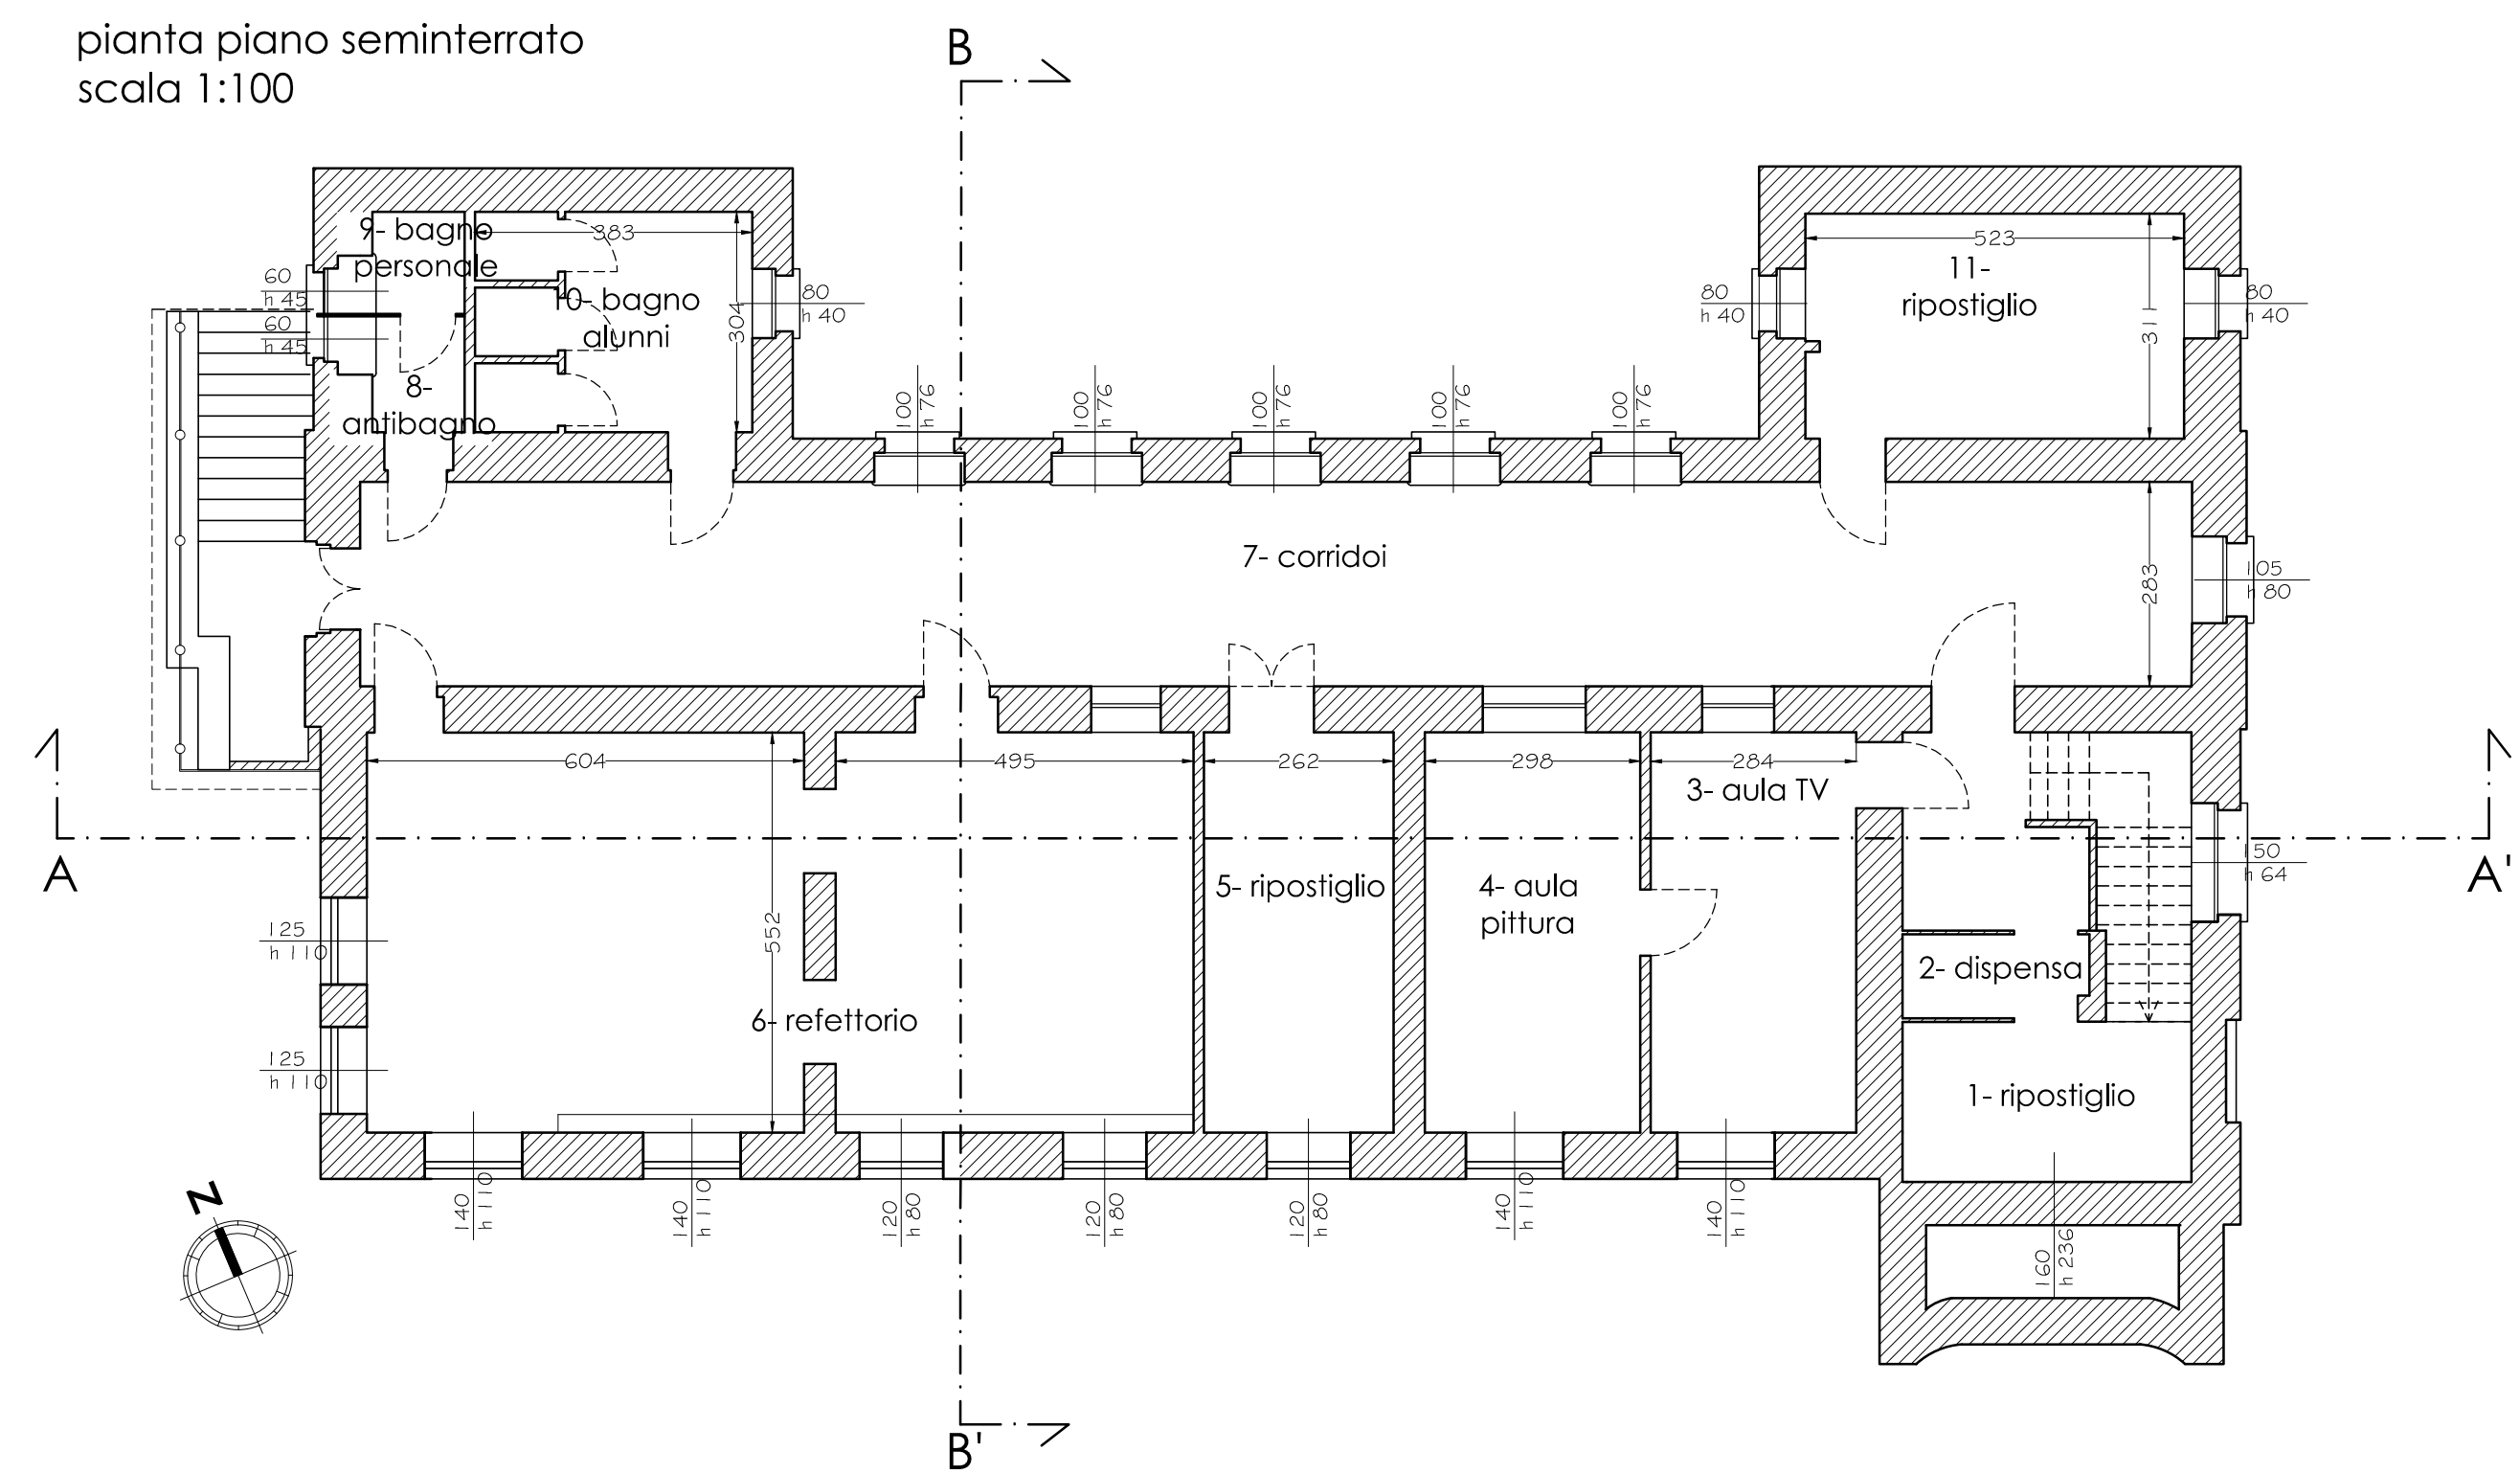 pianta piano seminterrato
scala 1:100
B
9- bagno
personale
383
10- bagno
alunni
304
60
h 45
60
h 45
80
h 40
8-
antibagno
523
11-
ripostiglio
311
80
h 40
80
h 40
100
h 76
100
h 76
100
h 76
100
h 76
100
h 76
7- corridoi
283
105
h 80
604
495
262
298
284
3- aula TV
A
A'
150
h 64
5- ripostiglio
4- aula
pittura
552
125
h 110
2- dispensa
6- refettorio
125
h 110
1- ripostiglio
140
h 110
140
h 110
120
h 80
120
h 80
120
h 80
140
h 110
140
h 110
160
h 236
N
B'